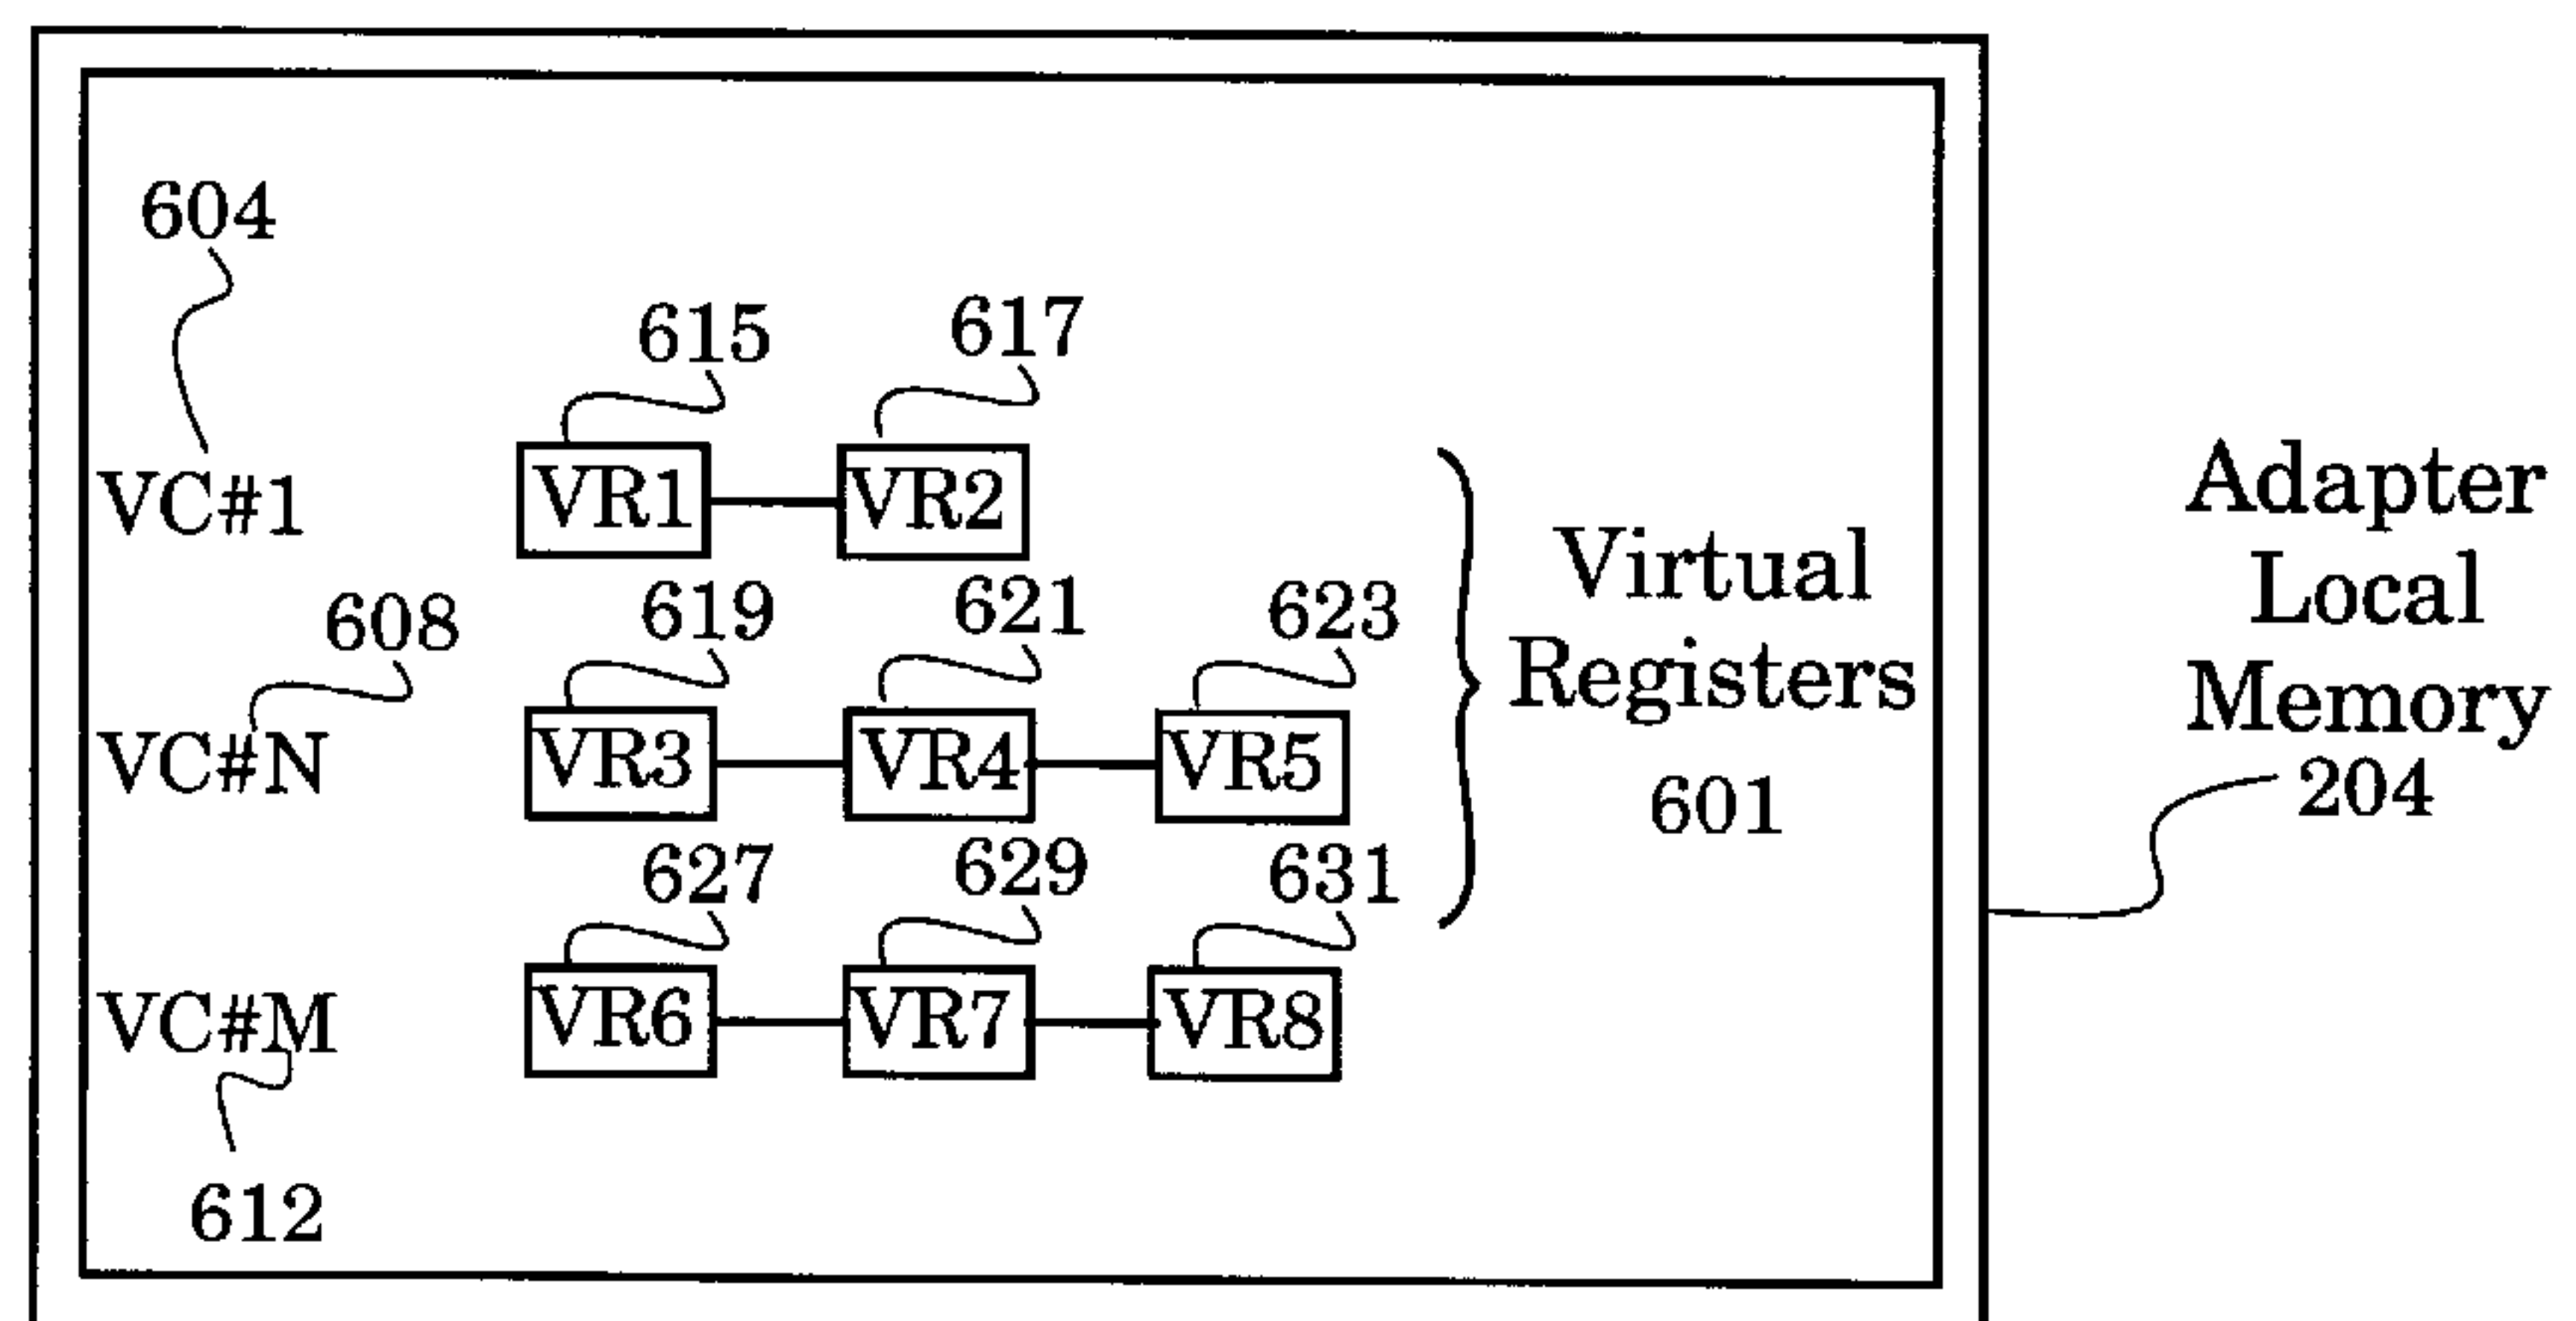 604
615 617
VC#1 VR1 VR2
608 619 621 623
VC#N VR3 VR4 VR5
627 629 631
VC#M VR6 VR7 VR8
612
Virtual
Registers
601
Adapter
Local
Memory
204